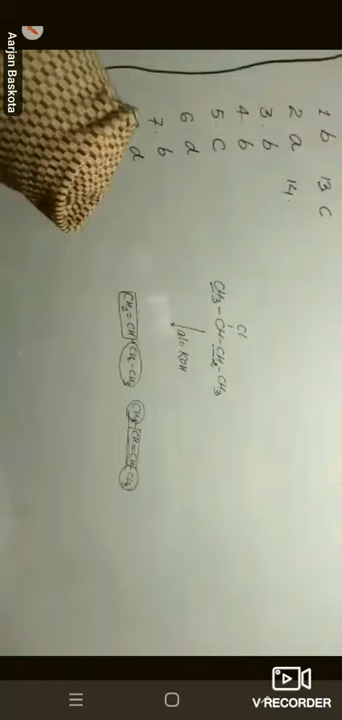 Aarjan Baskota
1 b 13 C
2 a 14.
3. b
4. b
5. C
6. d
7. b
d
Cl
CH3 - CH - CH2 - CH3
alc KOH
CH2 = CH - CH2 - CH3 CH3 - CH = CH - CH3
V RECORDER